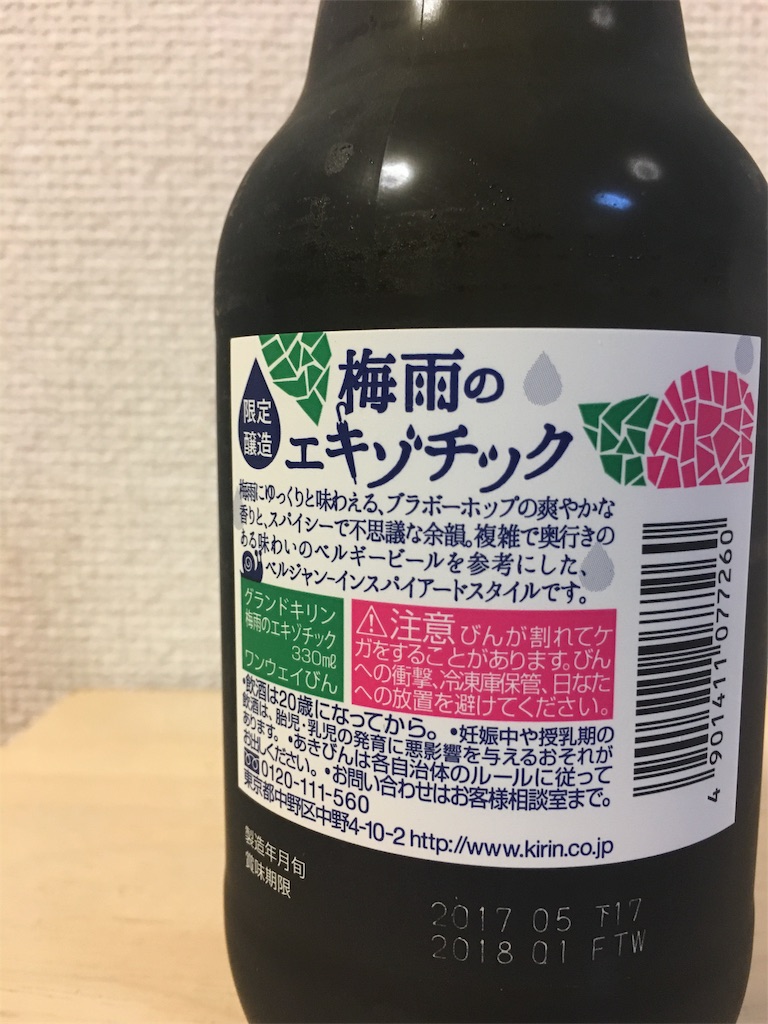 限定
醸造
梅雨の
エキゾチック
梅雨にゆっくりと味わえる、ブラボーホップの爽やかな
香りと、スパイシーで不思議な余韻。複雑で奥行きの
ある味わいのベルギービールを参考にした、
ベルジャン-インスパイアードスタイルです。
グランドキリン
梅雨のエキゾチック
330㎖
ワンウェイびん
注意 びんが割れてケ
ガをすることがあります。びん
への衝撃、冷凍庫保管、日なた
への放置を避けてください。
•飲酒は20歳になってから。 •妊娠中や授乳期の
飲酒は、胎児・乳児の発育に悪影響を与えるおそれが
あります。 •あきびんは各自治体のルールに従って
お出しください。 •お問い合わせはお客様相談室まで。
0120-111-560
東京都中野区中野4-10-2 http://www.kirin.co.jp
4 901411 077260
製造年月旬
賞味期限
2017 05 下17
2018 01 FTW